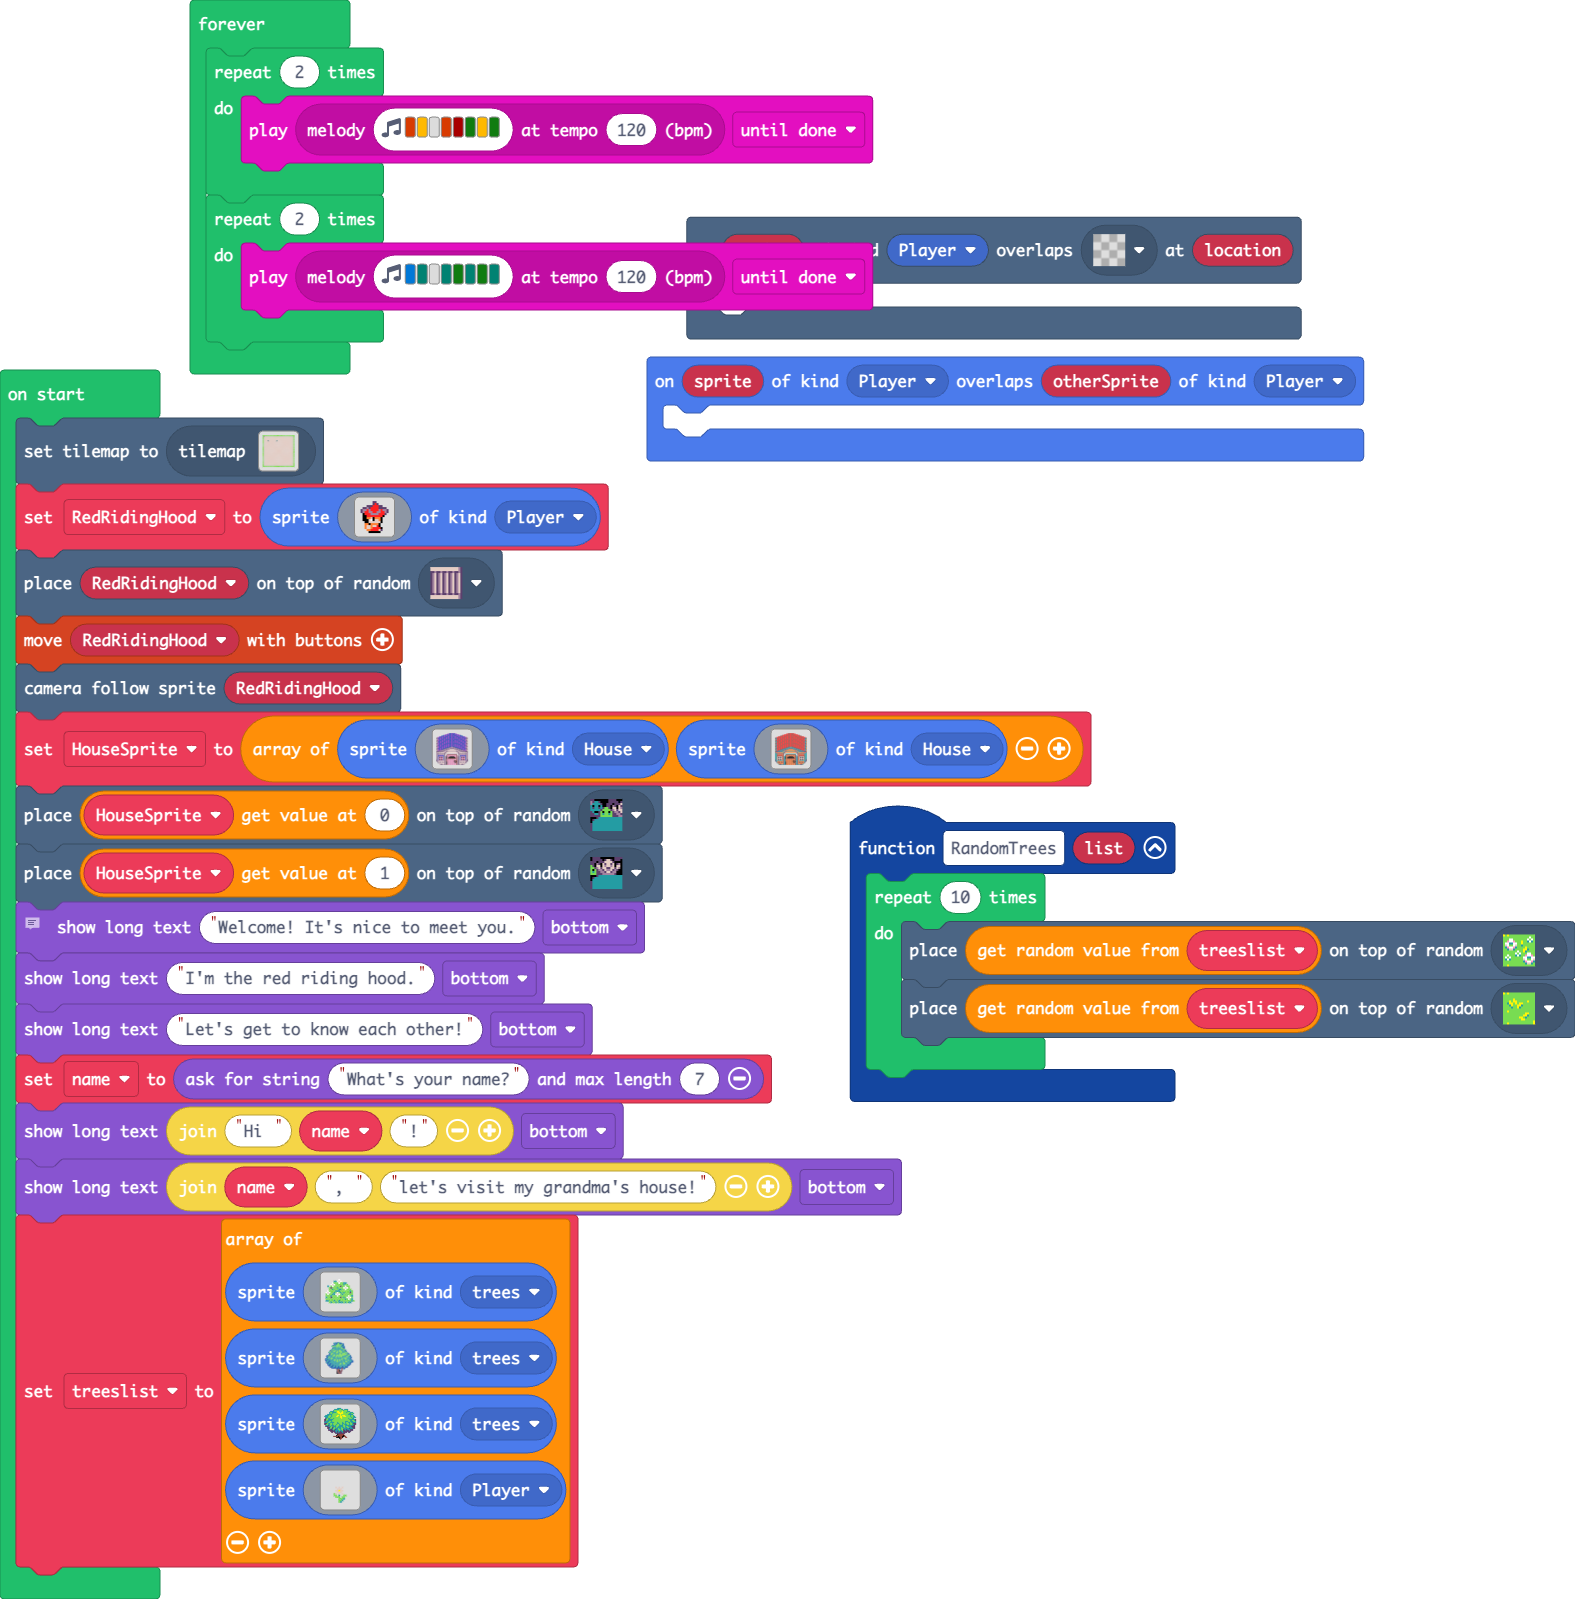 forever
repeat 2 times
do
play melody at tempo 120 (bpm) until done
repeat 2 times
do
play melody at tempo 120 (bpm) until done
Player overlaps at location
on sprite of kind Player overlaps otherSprite of kind Player
on start
set tilemap to tilemap
set RedRidingHood to sprite of kind Player
place RedRidingHood on top of random
move RedRidingHood with buttons
camera follow sprite RedRidingHood
set HouseSprite to array of sprite of kind House sprite of kind House
place HouseSprite get value at 0 on top of random
place HouseSprite get value at 1 on top of random
show long text "Welcome! It's nice to meet you." bottom
show long text "I'm the red riding hood." bottom
show long text "Let's get to know each other!" bottom
set name to ask for string "What's your name?" and max length 7
show long text join "Hi " name "!" bottom
show long text join name ", " "let's visit my grandma's house!" bottom
set treeslist to
array of
sprite of kind trees
sprite of kind trees
sprite of kind trees
sprite of kind Player
function RandomTrees list
repeat 10 times
do
place get random value from treeslist on top of random
place get random value from treeslist on top of random